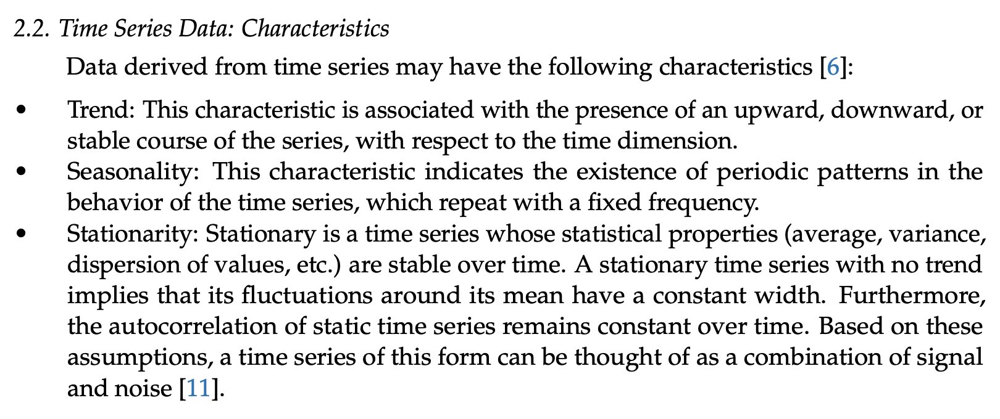 2.2. Time Series Data: Characteristics
Data derived from time series may have the following characteristics [6]:
• Trend: This characteristic is associated with the presence of an upward, downward, or
stable course of the series, with respect to the time dimension.
• Seasonality: This characteristic indicates the existence of periodic patterns in the
behavior of the time series, which repeat with a fixed frequency.
• Stationarity: Stationary is a time series whose statistical properties (average, variance,
dispersion of values, etc.) are stable over time. A stationary time series with no trend
implies that its fluctuations around its mean have a constant width. Furthermore,
the autocorrelation of static time series remains constant over time. Based on these
assumptions, a time series of this form can be thought of as a combination of signal
and noise [11].